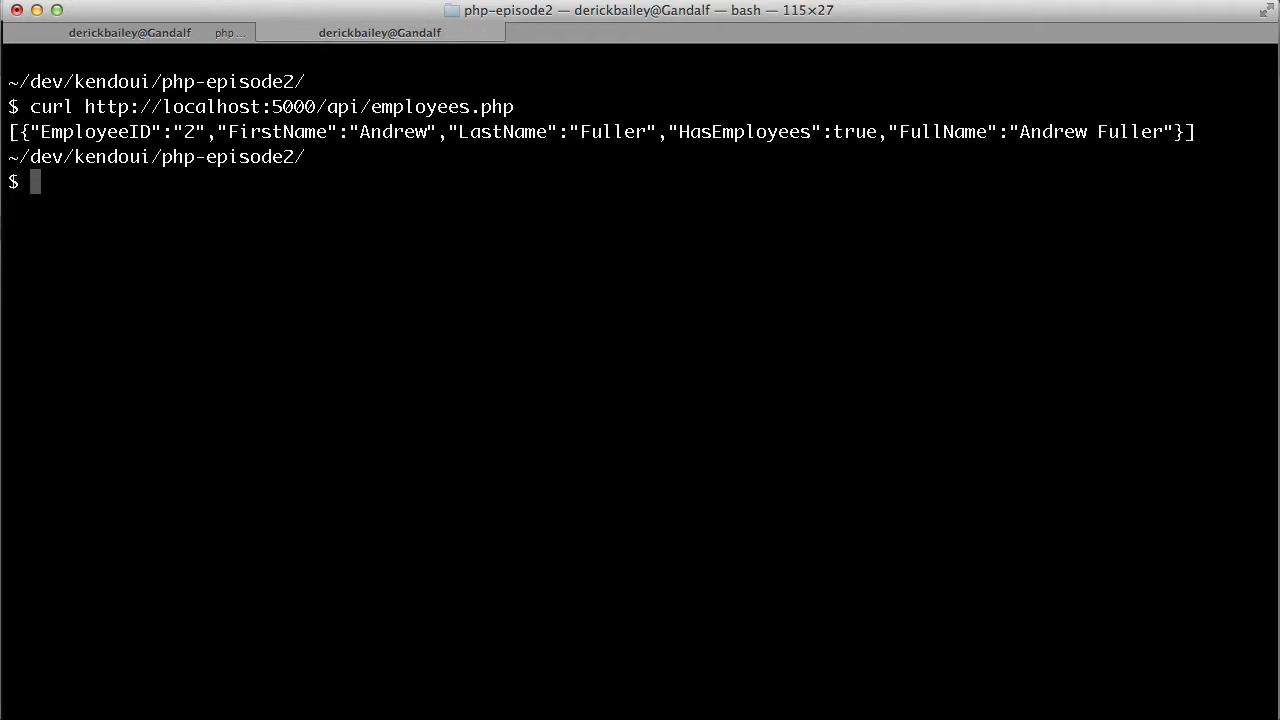 php-episode2 — derickbailey@Gandalf — bash — 115×27
derickbailey@Gandalf php ... derickbailey@Gandalf
~/dev/kendoui/php-episode2/
$ curl http://localhost:5000/api/employees.php
[{"EmployeeID":"2","FirstName":"Andrew","LastName":"Fuller","HasEmployees":true,"FullName":"Andrew Fuller"}]
~/dev/kendoui/php-episode2/
$